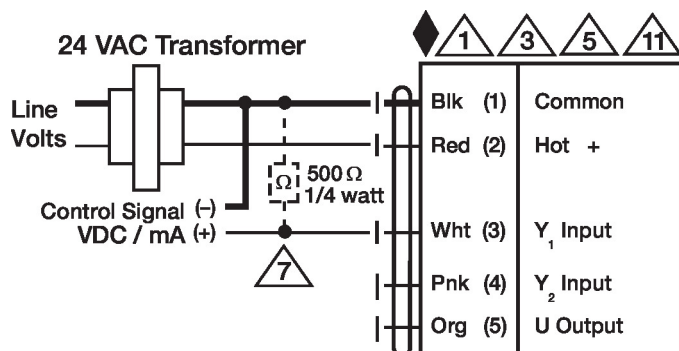 1 3 5 11
24 VAC Transformer
Line
Volts
Blk (1) Common
Red (2) Hot +
Ω 500 Ω
1/4 watt
Control Signal (–)
VDC / mA (+)
Wht (3) Y₁ Input
7
Pnk (4) Y₂ Input
Org (5) U Output